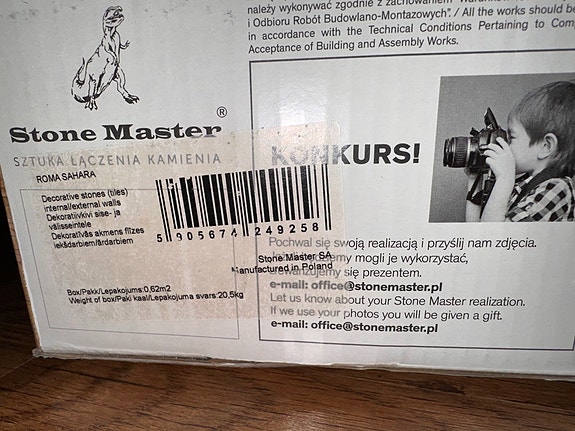 należy wykonywać zgodnie z zachowaniem "Warunków
i Odbioru Robót Budowlano-Montażowych". / All the works should be
in accordance with the Technical Conditions Pertaining to
Acceptance of Building and Assembly Works.
Stone Master®
SZTUKA ŁĄCZENIA KAMIENIA
ROMA SAHARA
Decorative stones (tiles)
internal/external walls
Dekoratiivkivi sise- ja
välisseintele
Dekoratīvās akmens flīzes
iekšdarbiem/ārdarbiem
5 905674 249258
Stone Master SA
Manufactured in Poland
Box/Pakk/Lepakojums:0,62m2
Weight of box/Paki kaal/Lepakojuma svars:20,5kg
KONKURS!
Pochwal się swoją realizacją i przyślij nam zdjęcia.
mogli je wykorzystać,
się prezentem.
e-mail: office@stonemaster.pl
Let us know about your Stone Master realization.
If we use your photos you will be given a gift.
e-mail: office@stonemaster.pl